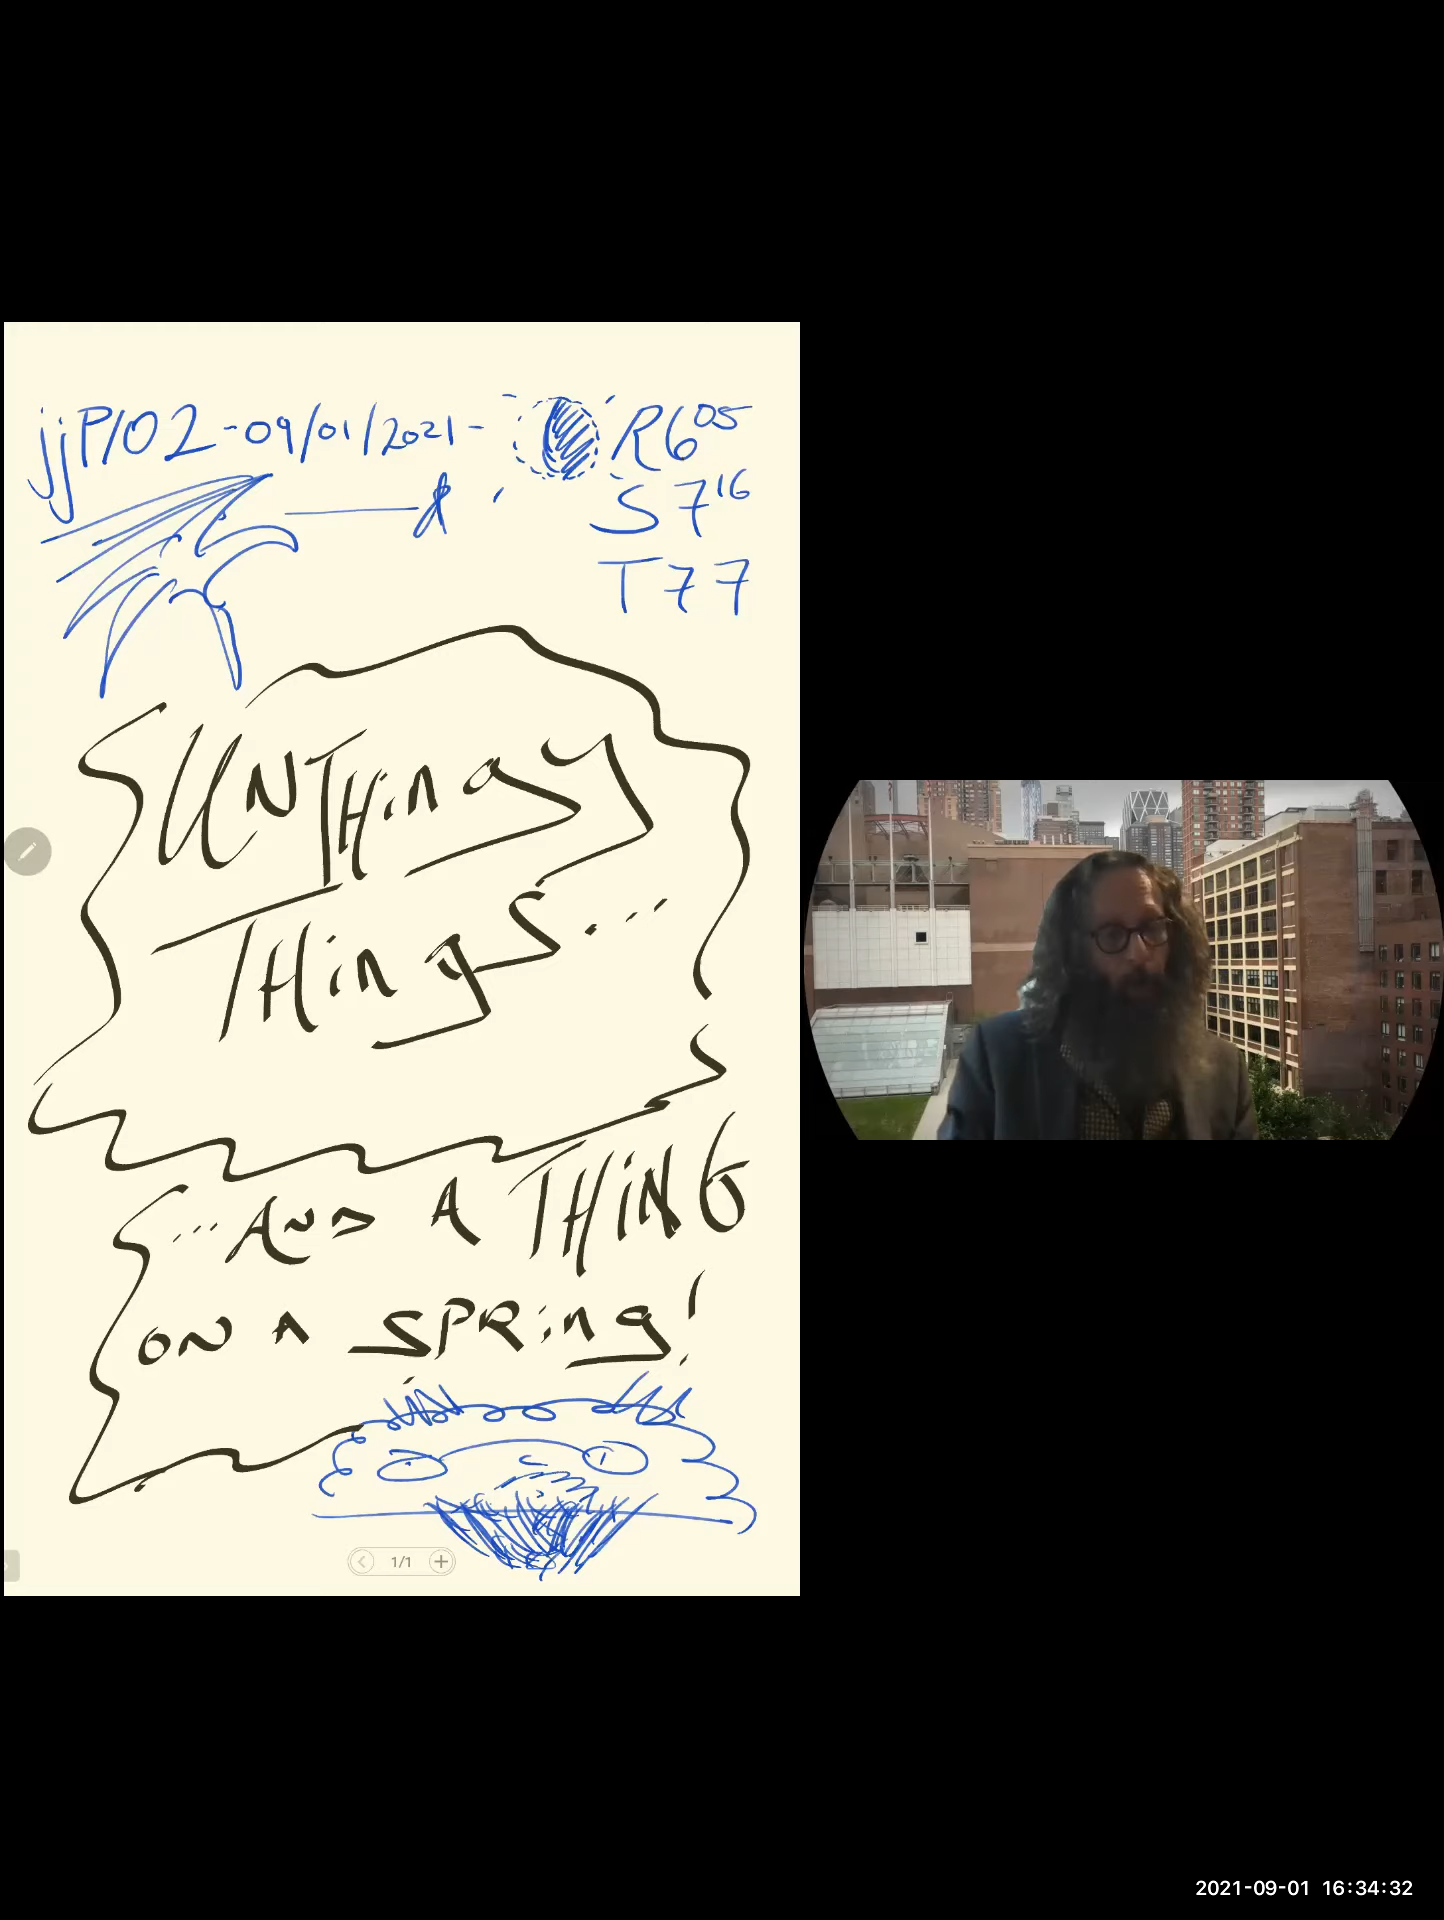 jjP102-09/01/2021- R6⁰⁵
S7¹⁶
T77
UNTHingy
THingS...
...AND A THING
ON A SPRing!
1/1
2021-09-01 16:34:32